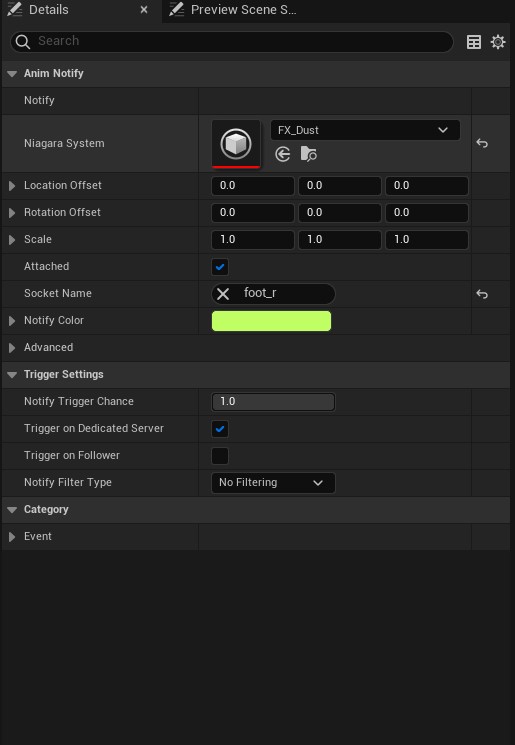 Details
Preview Scene S...
Search
Anim Notify
Notify
Niagara System
FX_Dust
Location Offset 0.0 0.0 0.0
Rotation Offset 0.0 0.0 0.0
Scale 1.0 1.0 1.0
Attached
Socket Name foot_r
Notify Color
Advanced
Trigger Settings
Notify Trigger Chance 1.0
Trigger on Dedicated Server
Trigger on Follower
Notify Filter Type No Filtering
Category
Event